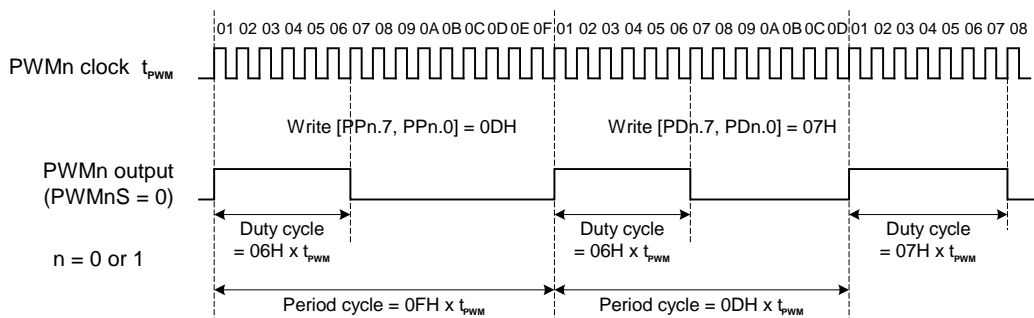 01 02 03 04 05 06 07 08 09 0A 0B 0C 0D 0E 0F 01 02 03 04 05 06 07 08 09 0A 0B 0C 0D 01 02 03 04 05 06 07 08
PWMn clock tPWM
Write [PPn.7, PPn.0] = 0DH Write [PDn.7, PDn.0] = 07H
PWMn output
(PWMnS = 0)
Duty cycle
= 06H x tPWM
Duty cycle
= 06H x tPWM
Duty cycle
= 07H x tPWM
n = 0 or 1
Period cycle = 0FH x tPWM Period cycle = 0DH x tPWM